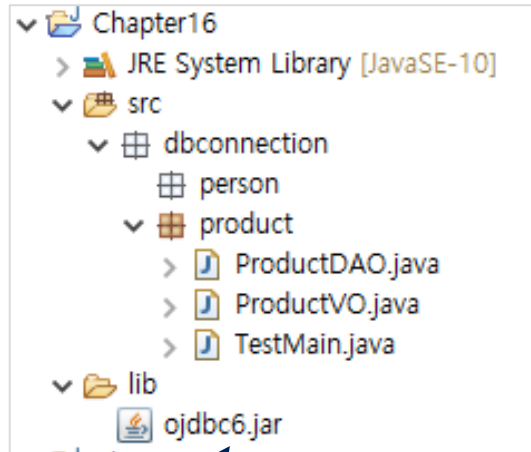 Chapter16
JRE System Library [JavaSE-10]
src
dbconnection
person
product
ProductDAO.java
ProductVO.java
TestMain.java
lib
ojdbc6.jar